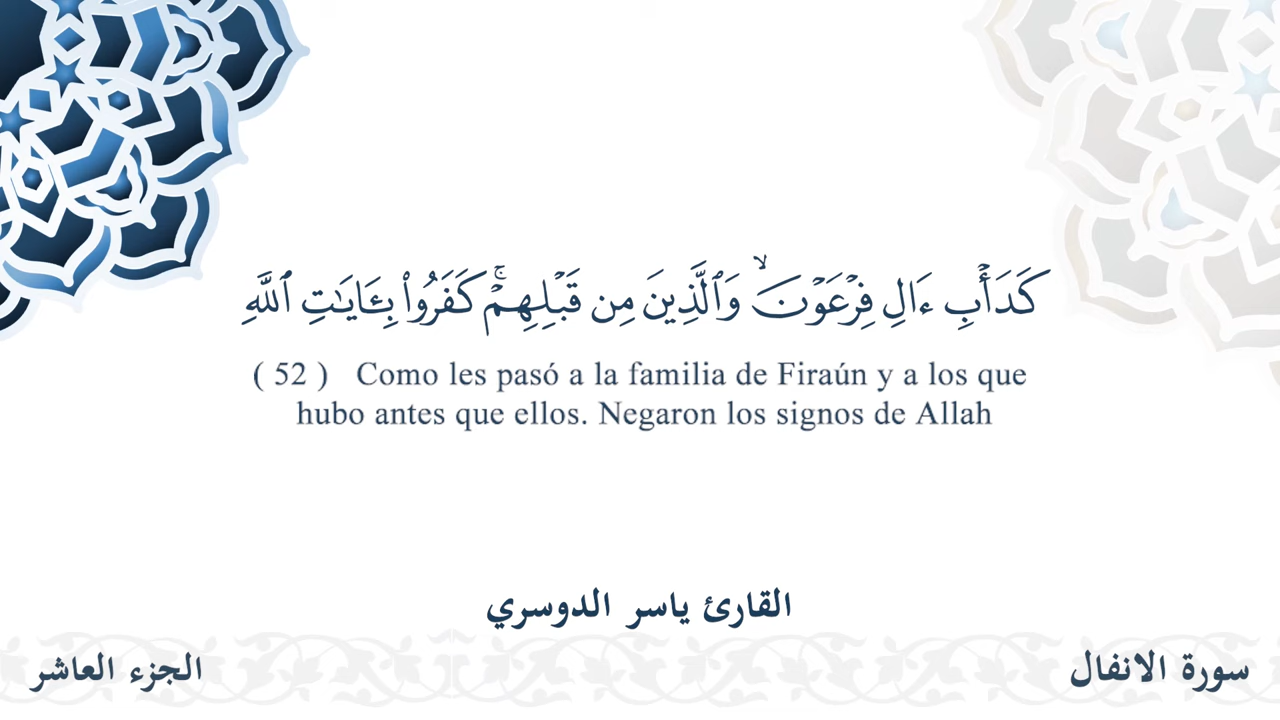 كَدَأۡبِ ءَالِ فِرۡعَوۡنَۙ وَٱلَّذِينَ مِن قَبۡلِهِمۡۚ كَفَرُواْ بِـَٔايَٰتِ ٱللَّهِ
( 52 ) Como les pasó a la familia de Firaún y a los que
hubo antes que ellos. Negaron los signos de Allah
القارئ ياسر الدوسري
سورة الانفال
الجزء العاشر